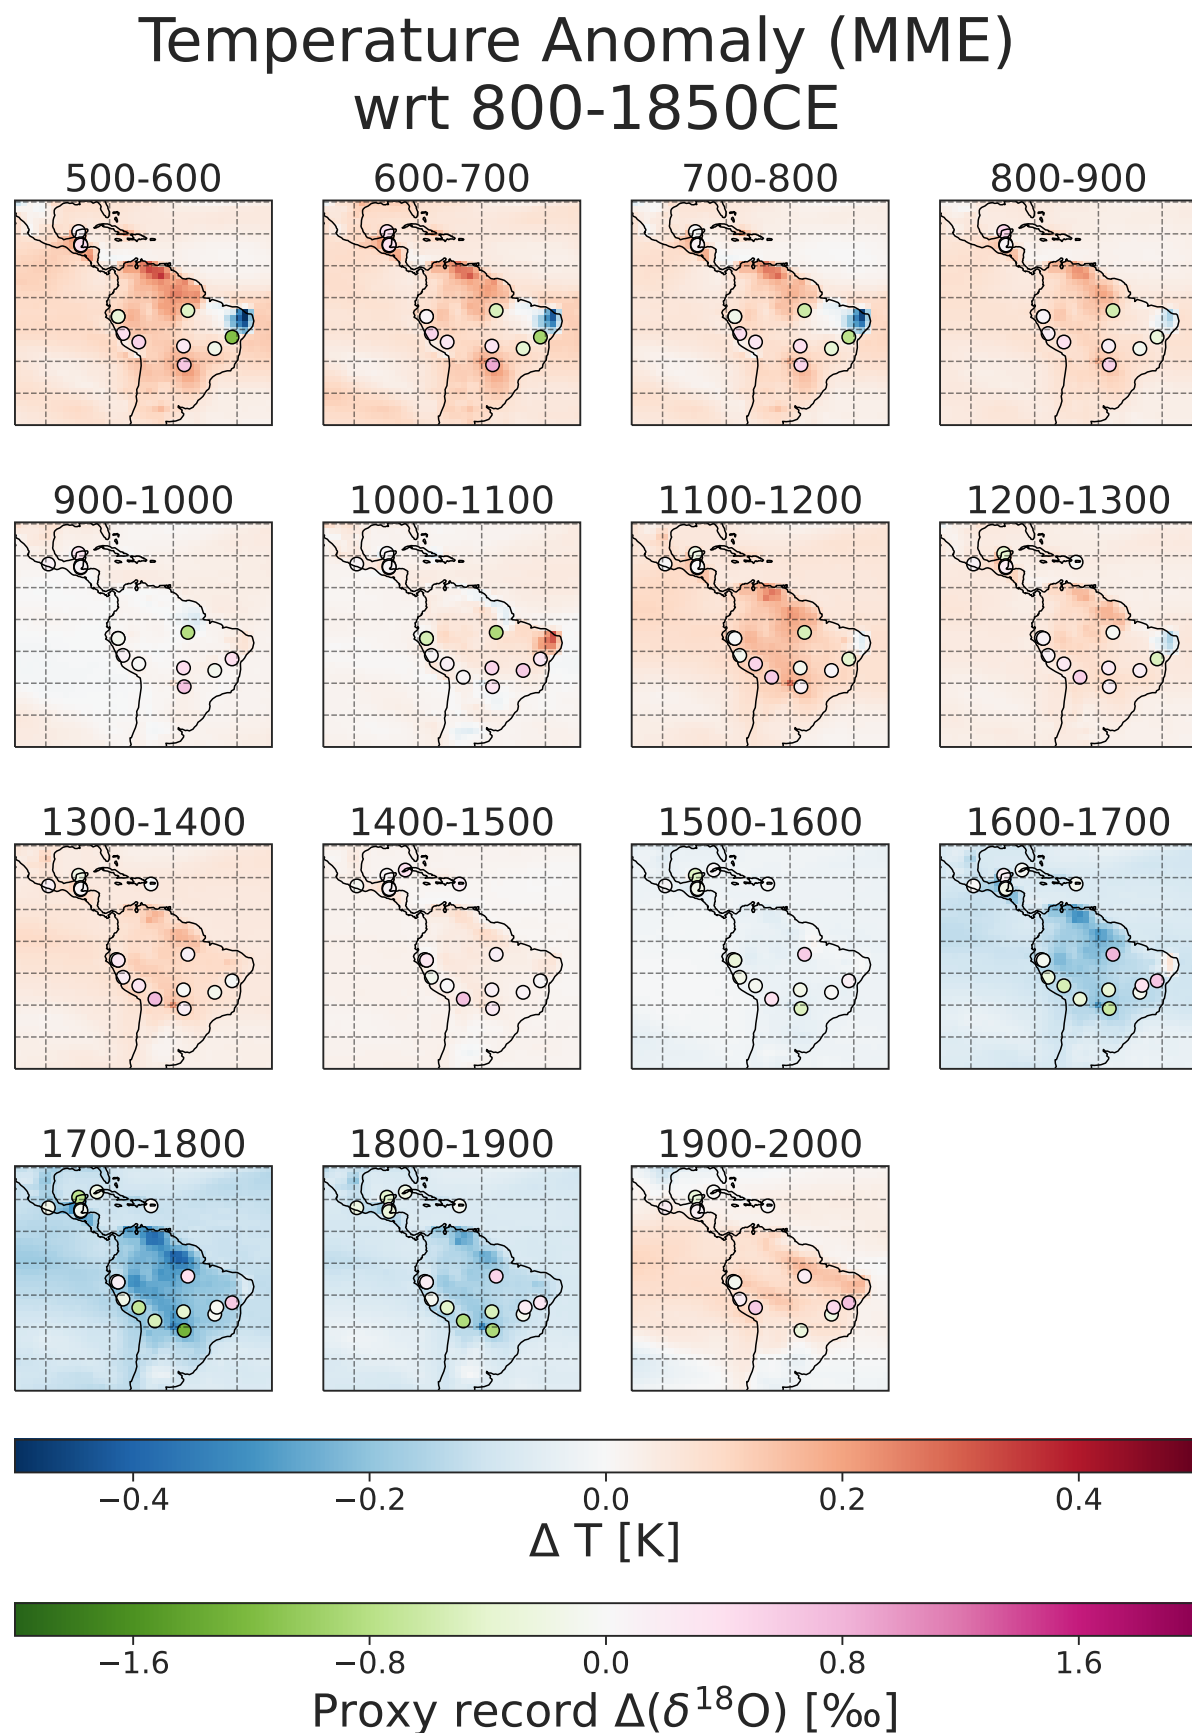 Temperature Anomaly (MME)
wrt 800-1850CE
500-600 600-700 700-800 800-900
900-1000 1000-1100 1100-1200 1200-1300
1300-1400 1400-1500 1500-1600 1600-1700
1700-1800 1800-1900 1900-2000
−0.4 −0.2 0.0 0.2 0.4
Δ T [K]
−1.6 −0.8 0.0 0.8 1.6
Proxy record Δ(δ¹⁸O) [‰]